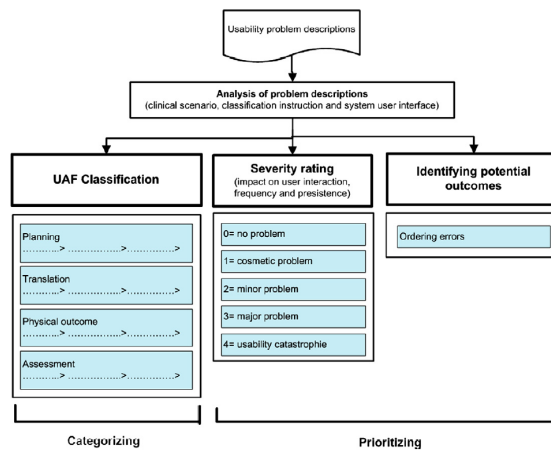 Usability problem descriptions
Analysis of problem descriptions
(clinical scenario, classification instruction and system user interface)
UAF Classification
Severity rating
(impact on user interaction,
frequency and presistence)
Identifying potential
outcomes
Planning
...........> ...............> .............>
Translation
...........> ...............> .............>
Physical outcome
...........> ...............> .............>
Assessment
...........> ...............> .............>
0= no problem
1= cosmetic problem
2= minor problem
3= major problem
4= usability catastrophie
Ordering errors
Categorizing
Prioritizing